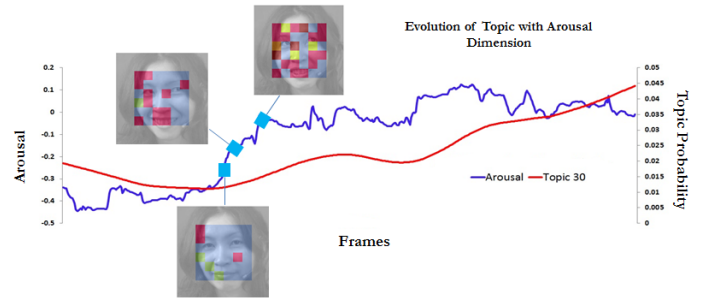 Evolution of Topic with Arousal
Dimension
0.2
0.1
0
-0.1
-0.2
-0.3
-0.4
-0.5
Arousal
0.05
0.045
0.04
0.035
0.03
0.025
0.02
0.015
0.01
0.005
0
Topic Probability
Arousal
Topic 30
Frames